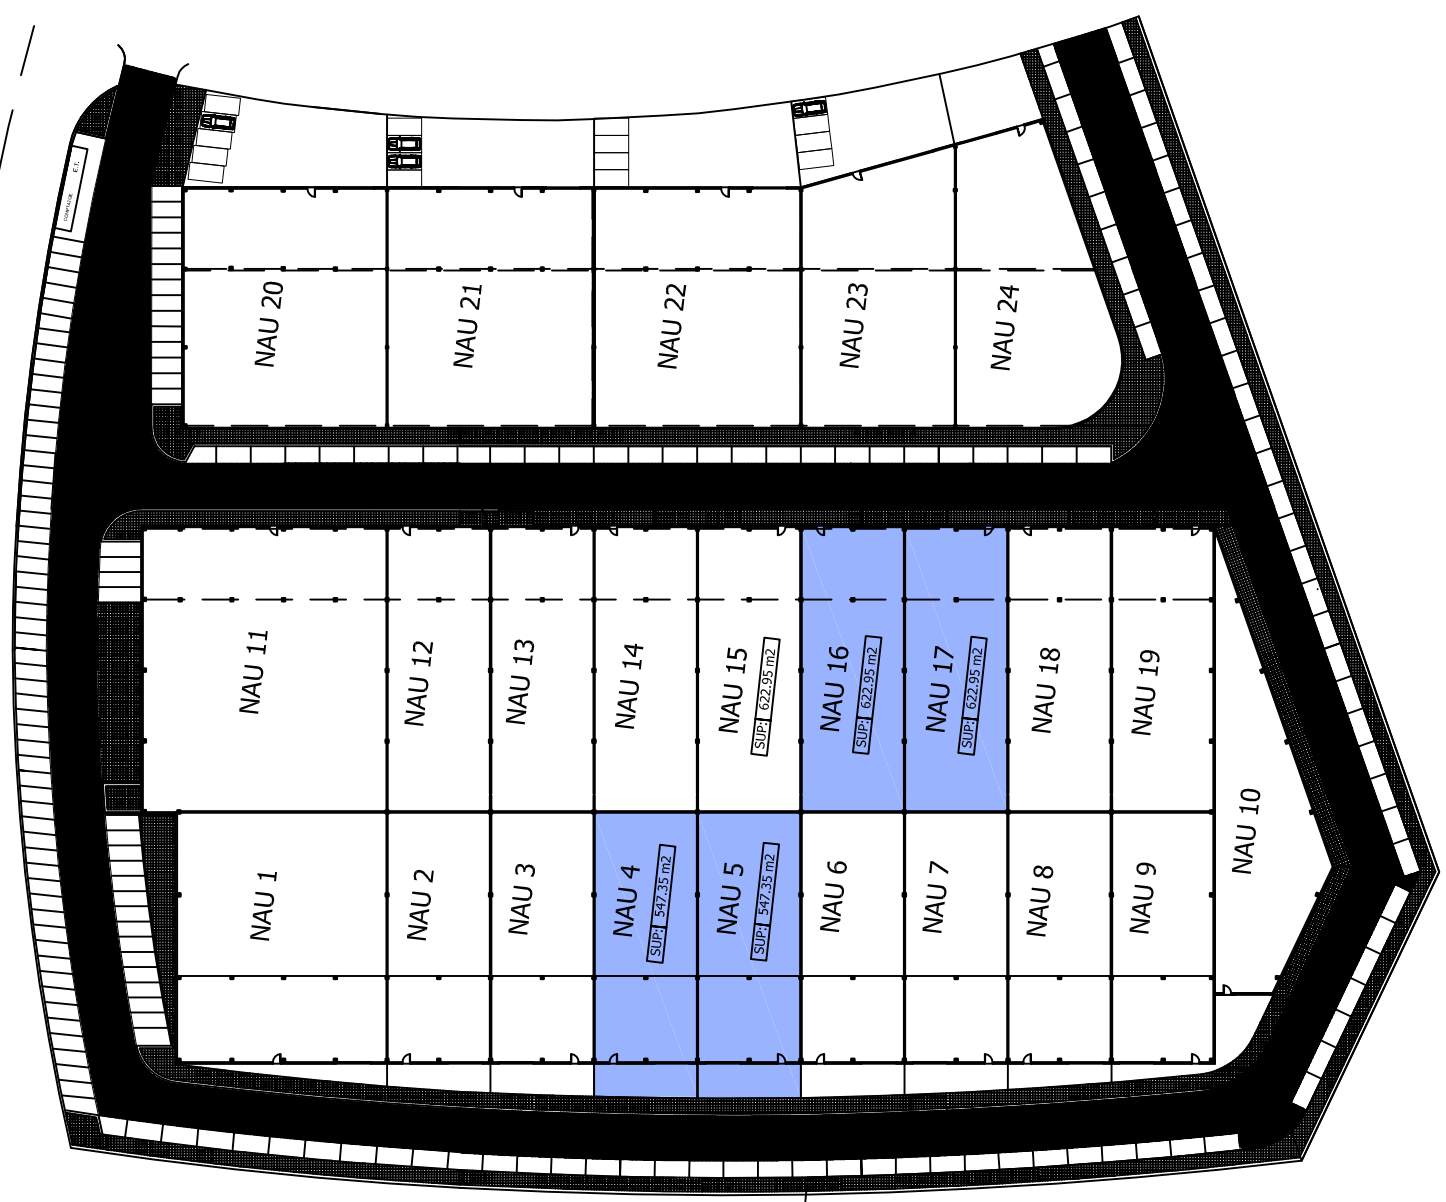 E.T.
COMPTADOR
NAU 20
NAU 21
NAU 22
NAU 23
NAU 24
NAU 11
NAU 12
NAU 13
NAU 14
NAU 15
SUP: 622.95 m2
NAU 16
SUP: 622.95 m2
NAU 17
SUP: 622.95 m2
NAU 18
NAU 19
NAU 10
NAU 1
NAU 2
NAU 3
NAU 4
SUP: 547.35 m2
NAU 5
SUP: 547.35 m2
NAU 6
NAU 7
NAU 8
NAU 9